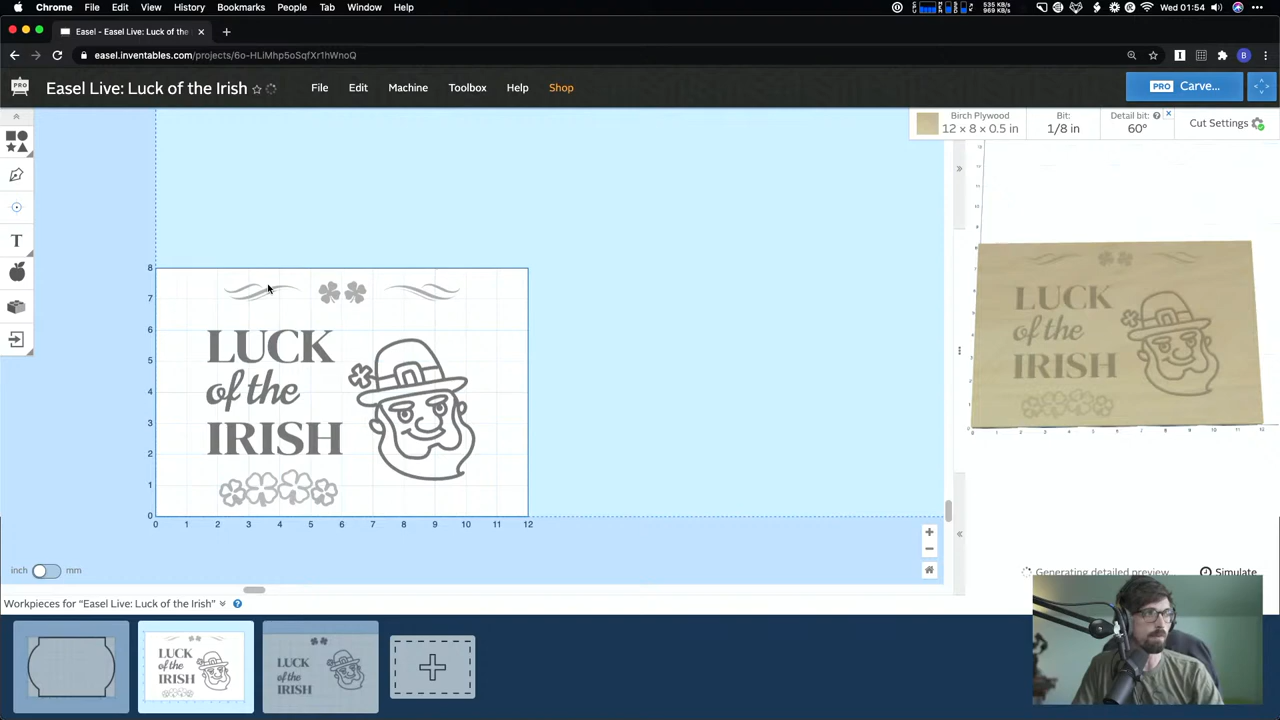 Chrome File Edit View History Bookmarks People Tab Window Help
535 KB
969 KB
Wed 01:54
Easel - Easel Live: Luck of the
easel.inventables.com/projects/6o-HLiMhp5oSqfXr1hWnoQ
B
PRO
Easel Live: Luck of the Irish
File Edit Machine Toolbox Help Shop
PRO Carve...
Birch Plywood
12 × 8 × 0.5 in
Bit:
1/8 in
Detail bit:
60°
Cut Settings
T
8
7
6
5
4
3
2
1
0
0 1 2 3 4 5 6 7 8 9 10 11 12
LUCK
of the
IRISH
LUCK
of the
IRISH
inch mm
Generating detailed preview
Simulate
Workpieces for “Easel Live: Luck of the Irish”
LUCK
of the
IRISH
LUCK
of the
IRISH